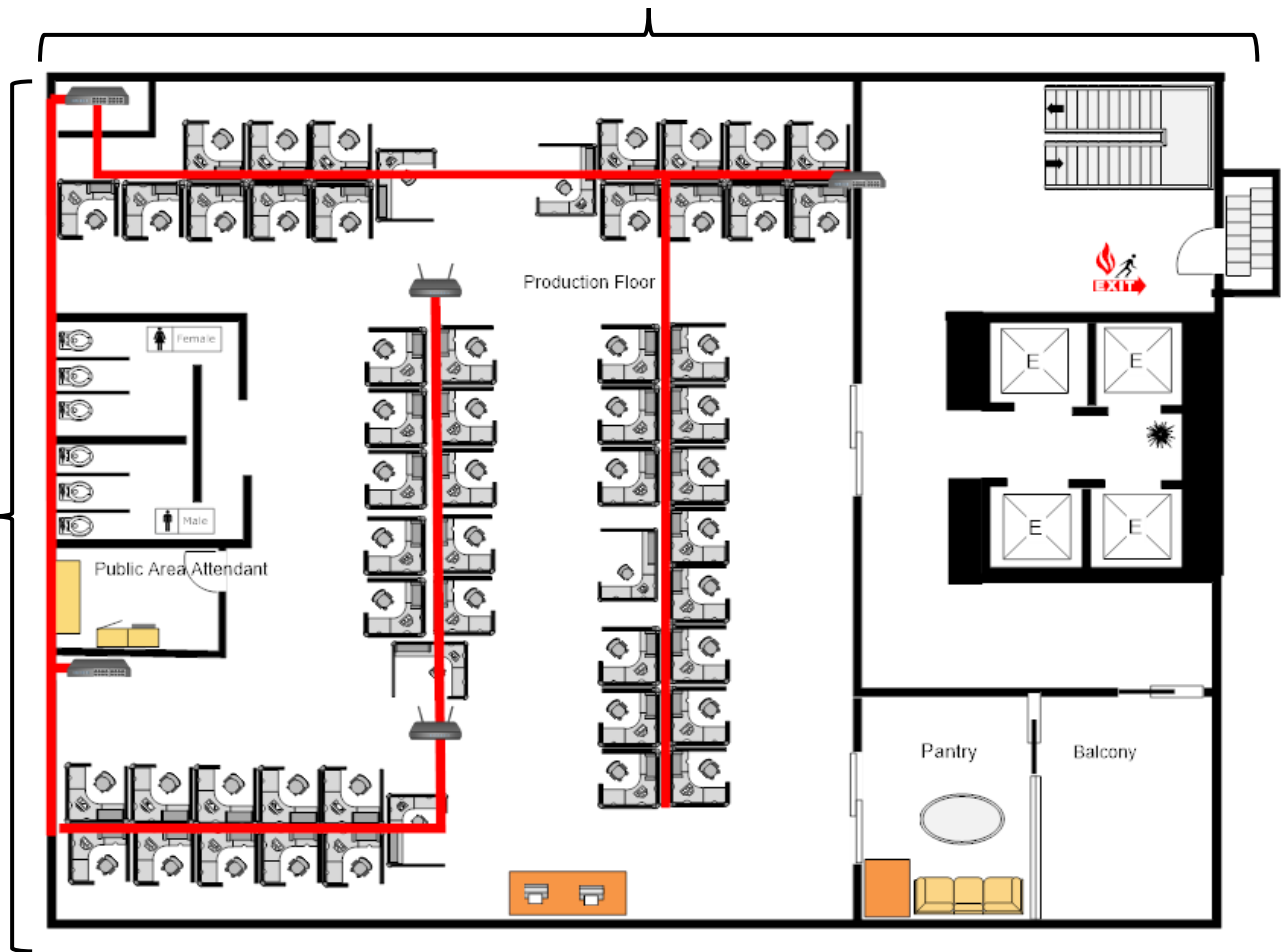 Production Floor
EXIT
Female
E
E
Male
E
E
Public Area Attendant
Pantry
Balcony